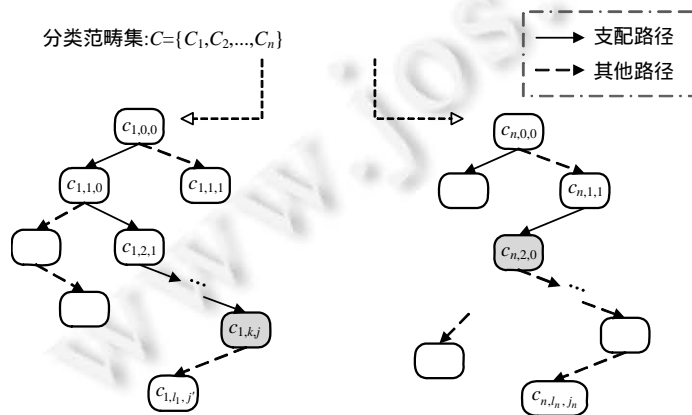 分类范畴集:C={C1,C2,...,Cn}
支配路径
其他路径
c1,0,0
cn,0,0
c1,1,0
c1,1,1
cn,1,1
c1,2,1
cn,2,0
...
...
c1,k,j
c1,l1,j'
cn,ln,jn
www.jos.